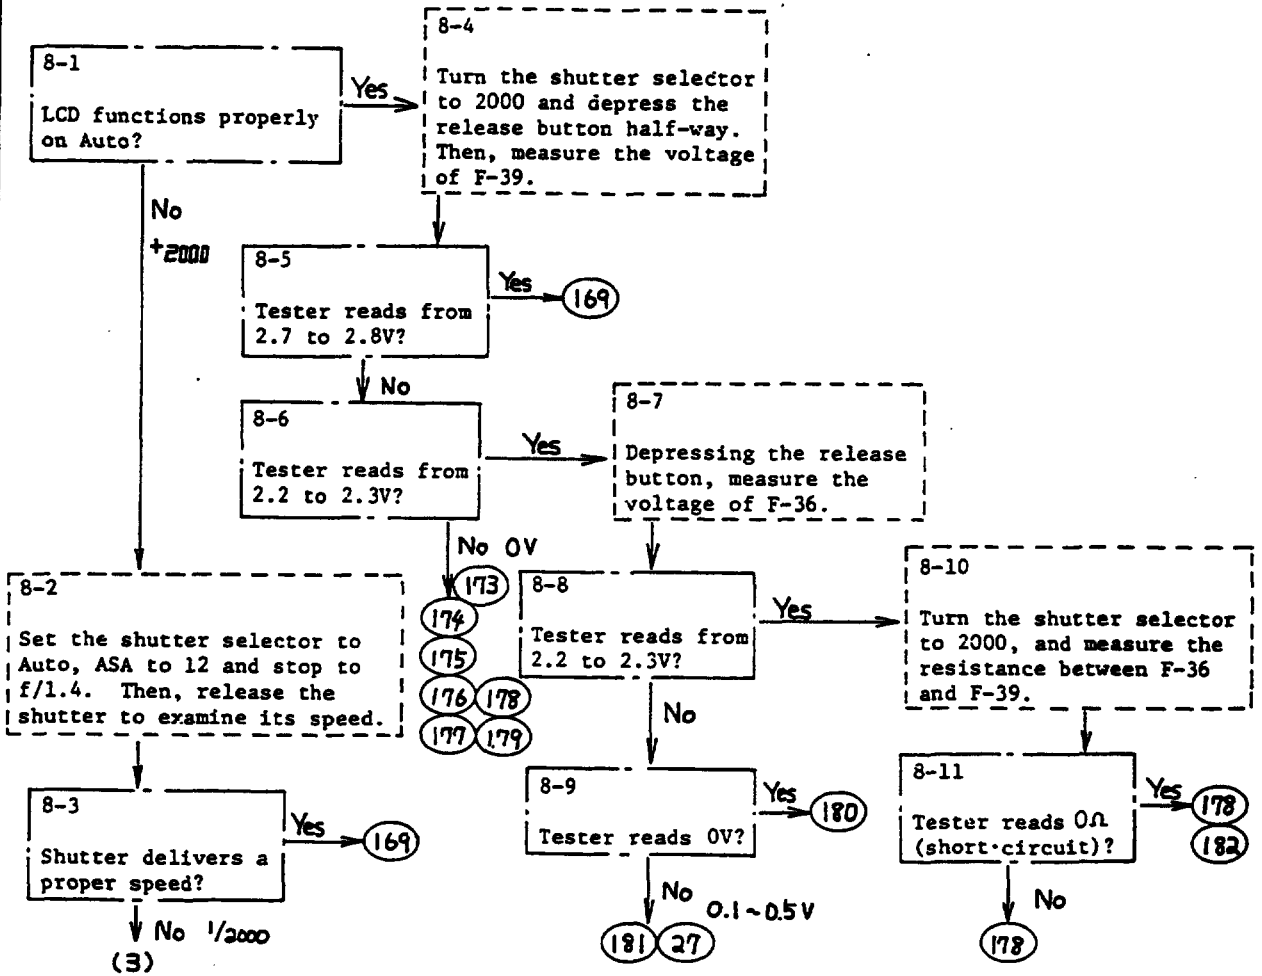 8-1
LCD functions properly
on Auto?
Yes
No
+2000
8-4
Turn the shutter selector
to 2000 and depress the
release button half-way.
Then, measure the voltage
of F-39.
8-5
Tester reads from
2.7 to 2.8V?
Yes
169
No
8-6
Tester reads from
2.2 to 2.3V?
Yes
No 0V
173
174
175
176 178
177 179
8-7
Depressing the release
button, measure the
voltage of F-36.
8-8
Tester reads from
2.2 to 2.3V?
Yes
No
8-10
Turn the shutter selector
to 2000, and measure the
resistance between F-36
and F-39.
8-2
Set the shutter selector to
Auto, ASA to 12 and stop to
f/1.4. Then, release the
shutter to examine its speed.
8-3
Shutter delivers a
proper speed?
Yes
169
No 1/2000
(3)
8-9
Tester reads 0V?
Yes
180
No
0.1~0.5V
181 27
8-11
Tester reads 0Ω
(short·circuit)?
Yes
178
182
No
178